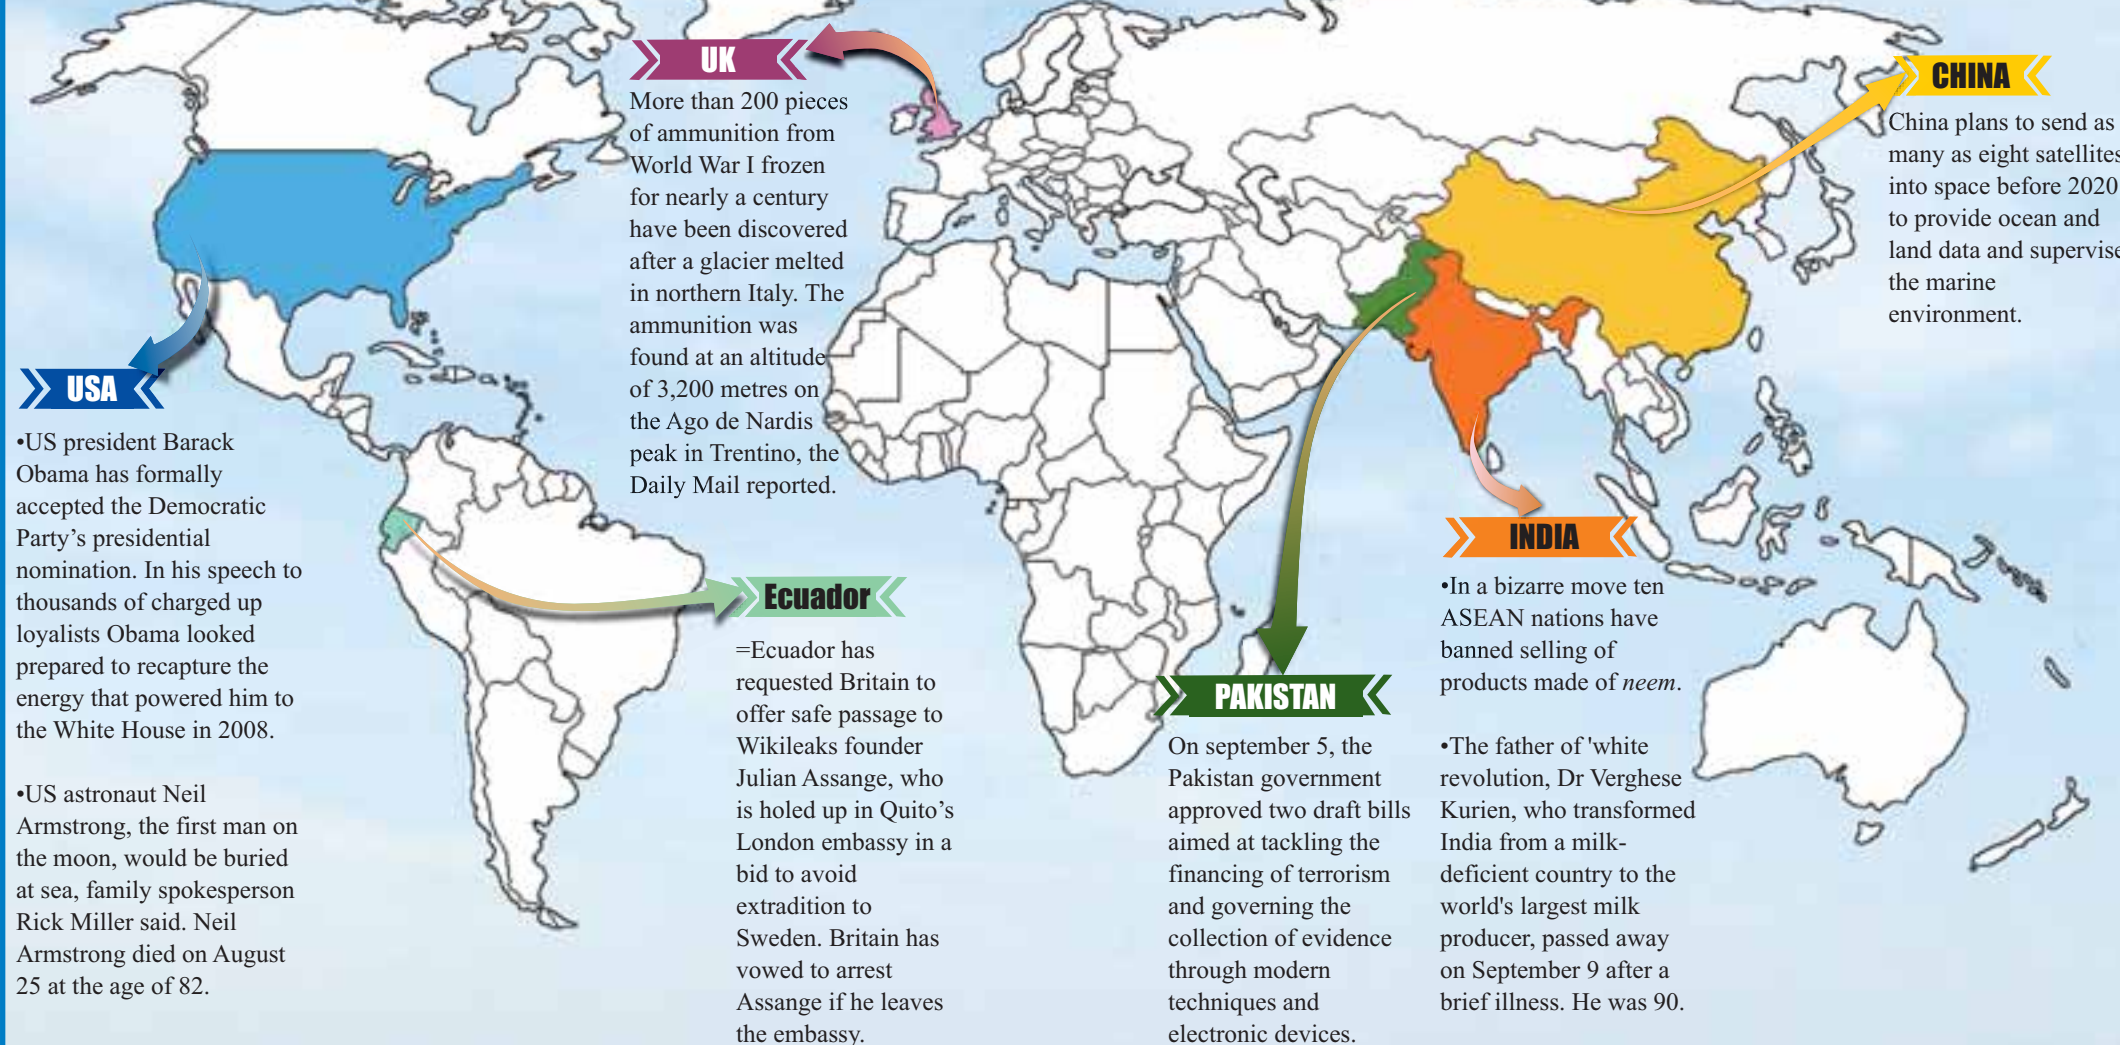 UK
More than 200 pieces
of ammunition from
World War I frozen
for nearly a century
have been discovered
after a glacier melted
in northern Italy. The
ammunition was
found at an altitude
of 3,200 metres on
the Ago de Nardis
peak in Trentino, the
Daily Mail reported.
CHINA
China plans to send as
many as eight satellites
into space before 2020
to provide ocean and
land data and supervise
the marine
environment.
USA
•US president Barack
Obama has formally
accepted the Democratic
Party’s presidential
nomination. In his speech to
thousands of charged up
loyalists Obama looked
prepared to recapture the
energy that powered him to
the White House in 2008.
•US astronaut Neil
Armstrong, the first man on
the moon, would be buried
at sea, family spokesperson
Rick Miller said. Neil
Armstrong died on August
25 at the age of 82.
Ecuador
=Ecuador has
requested Britain to
offer safe passage to
Wikileaks founder
Julian Assange, who
is holed up in Quito’s
London embassy in a
bid to avoid
extradition to
Sweden. Britain has
vowed to arrest
Assange if he leaves
the embassy.
PAKISTAN
On september 5, the
Pakistan government
approved two draft bills
aimed at tackling the
financing of terrorism
and governing the
collection of evidence
through modern
techniques and
electronic devices.
INDIA
•In a bizarre move ten
ASEAN nations have
banned selling of
products made of neem.
•The father of 'white
revolution, Dr Verghese
Kurien, who transformed
India from a milk-
deficient country to the
world's largest milk
producer, passed away
on September 9 after a
brief illness. He was 90.